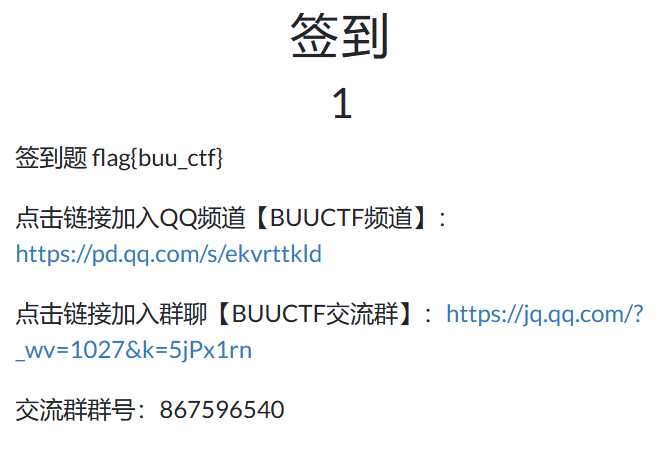 签到
1
签到题 flag{buu_ctf}
点击链接加入QQ频道【BUUCTF频道】：
https://pd.qq.com/s/ekvrttkld
点击链接加入群聊【BUUCTF交流群】：https://jq.qq.com/?
_wv=1027&k=5jPx1rn
交流群群号：867596540